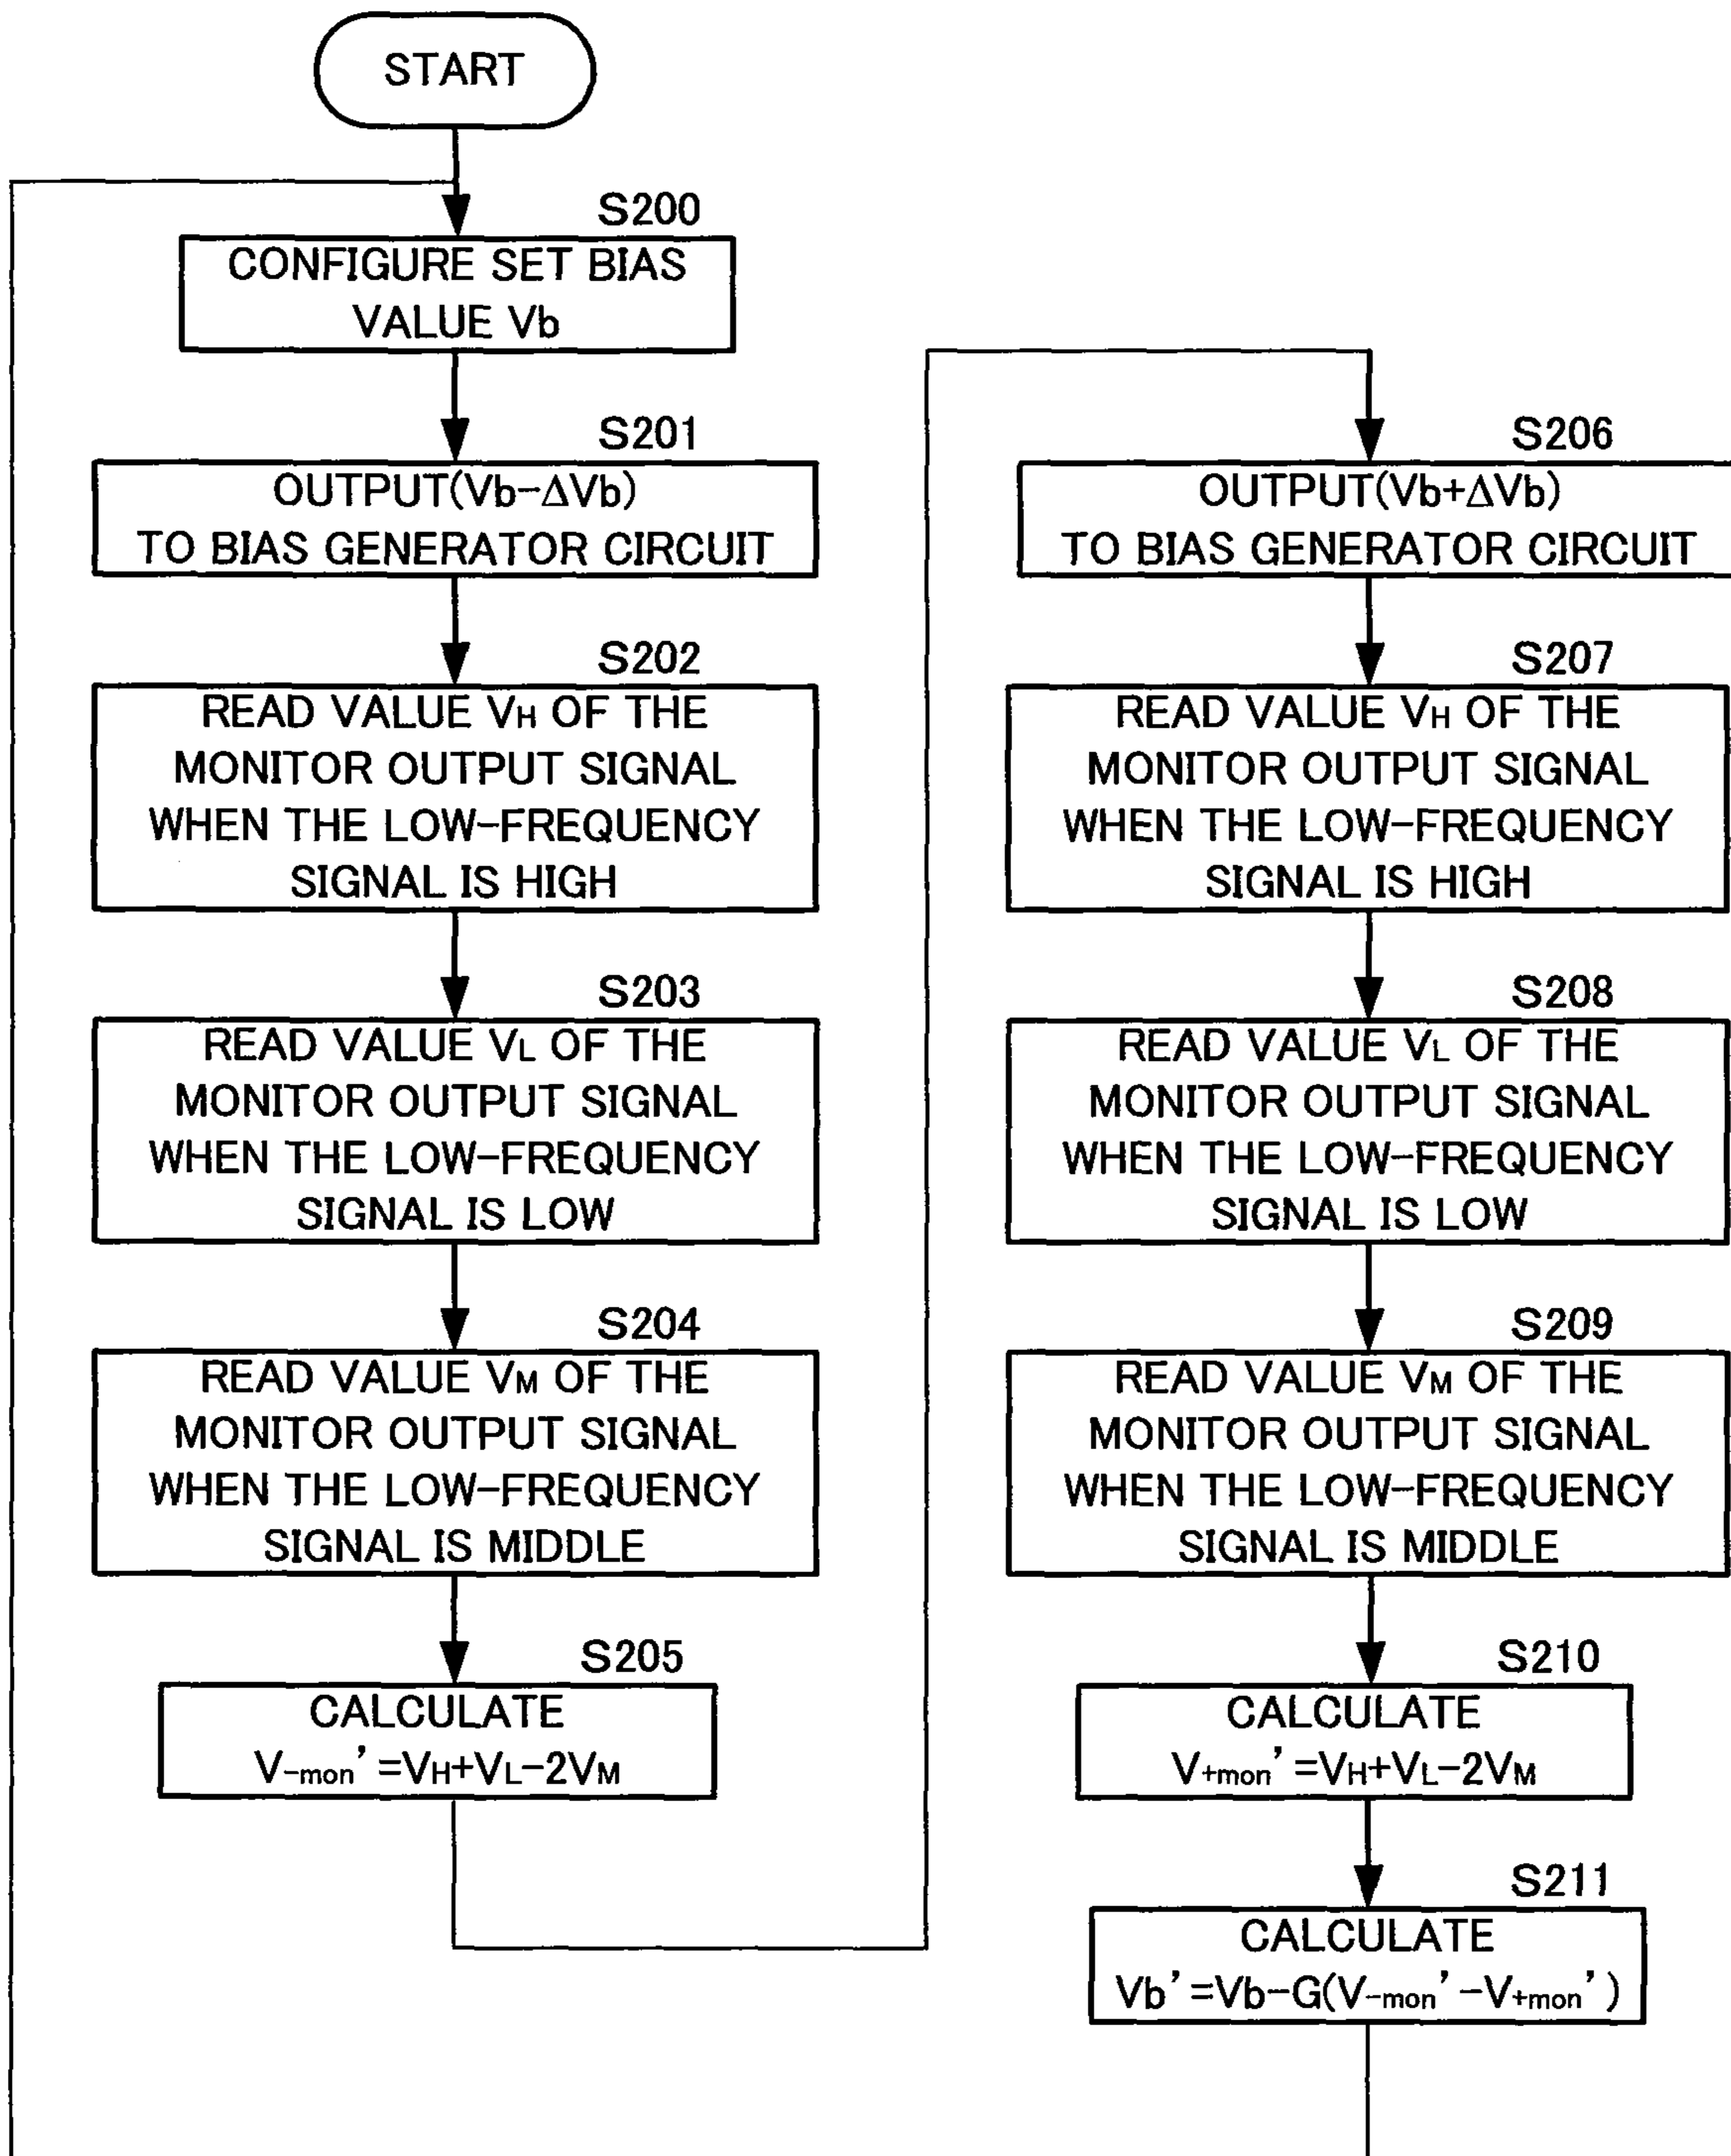 START
S200
CONFIGURE SET BIAS
VALUE Vb
S201
OUTPUT(Vb-ΔVb)
TO BIAS GENERATOR CIRCUIT
S202
READ VALUE VH OF THE
MONITOR OUTPUT SIGNAL
WHEN THE LOW-FREQUENCY
SIGNAL IS HIGH
S203
READ VALUE VL OF THE
MONITOR OUTPUT SIGNAL
WHEN THE LOW-FREQUENCY
SIGNAL IS LOW
S204
READ VALUE VM OF THE
MONITOR OUTPUT SIGNAL
WHEN THE LOW-FREQUENCY
SIGNAL IS MIDDLE
S205
CALCULATE
V-mon'=VH+VL-2VM
S206
OUTPUT(Vb+ΔVb)
TO BIAS GENERATOR CIRCUIT
S207
READ VALUE VH OF THE
MONITOR OUTPUT SIGNAL
WHEN THE LOW-FREQUENCY
SIGNAL IS HIGH
S208
READ VALUE VL OF THE
MONITOR OUTPUT SIGNAL
WHEN THE LOW-FREQUENCY
SIGNAL IS LOW
S209
READ VALUE VM OF THE
MONITOR OUTPUT SIGNAL
WHEN THE LOW-FREQUENCY
SIGNAL IS MIDDLE
S210
CALCULATE
V+mon'=VH+VL-2VM
S211
CALCULATE
Vb'=Vb-G(V-mon'-V+mon')